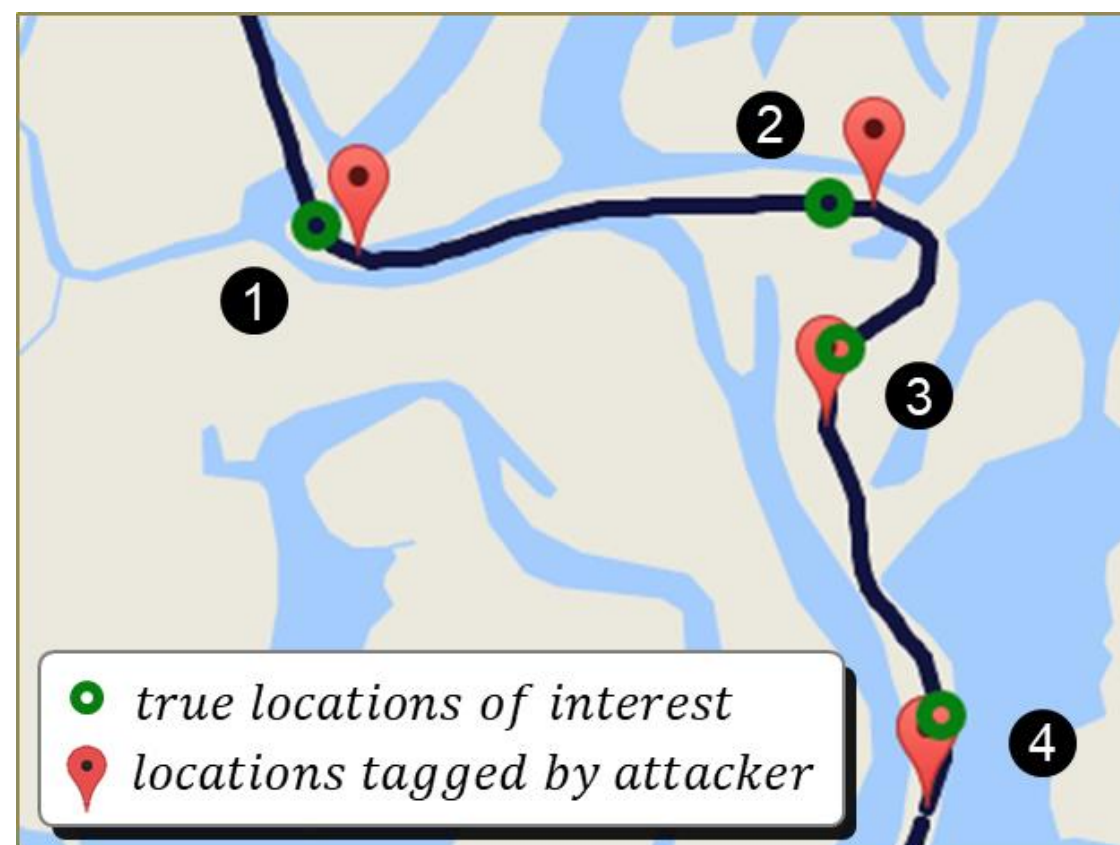 2
1
3
4
true locations of interest
locations tagged by attacker